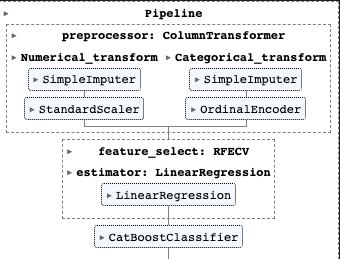 Pipeline
preprocessor: ColumnTransformer
Numerical_transform Categorical_transform
SimpleImputer SimpleImputer
StandardScaler OrdinalEncoder
feature_select: RFECV
estimator: LinearRegression
LinearRegression
CatBoostClassifier